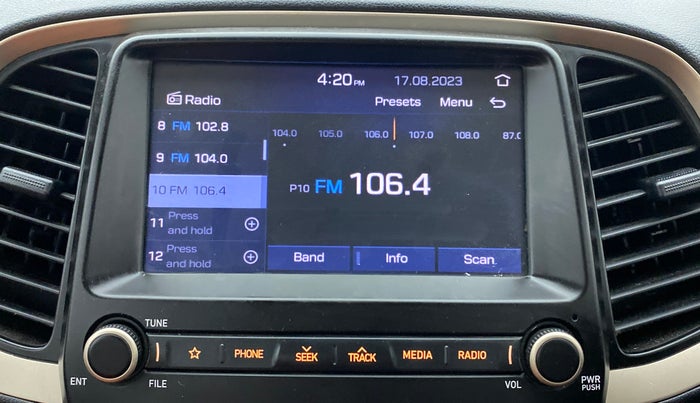 4:20 PM 17.08.2023
Radio Presets Menu
8 FM 102.8
9 FM 104.0
10 FM 106.4
11 Press and hold
12 Press and hold
104.0 105.0 106.0 107.0 108.0 87.0
P10 FM 106.4
Band Info Scan
TUNE
PHONE SEEK TRACK MEDIA RADIO
ENT FILE VOL PWR PUSH